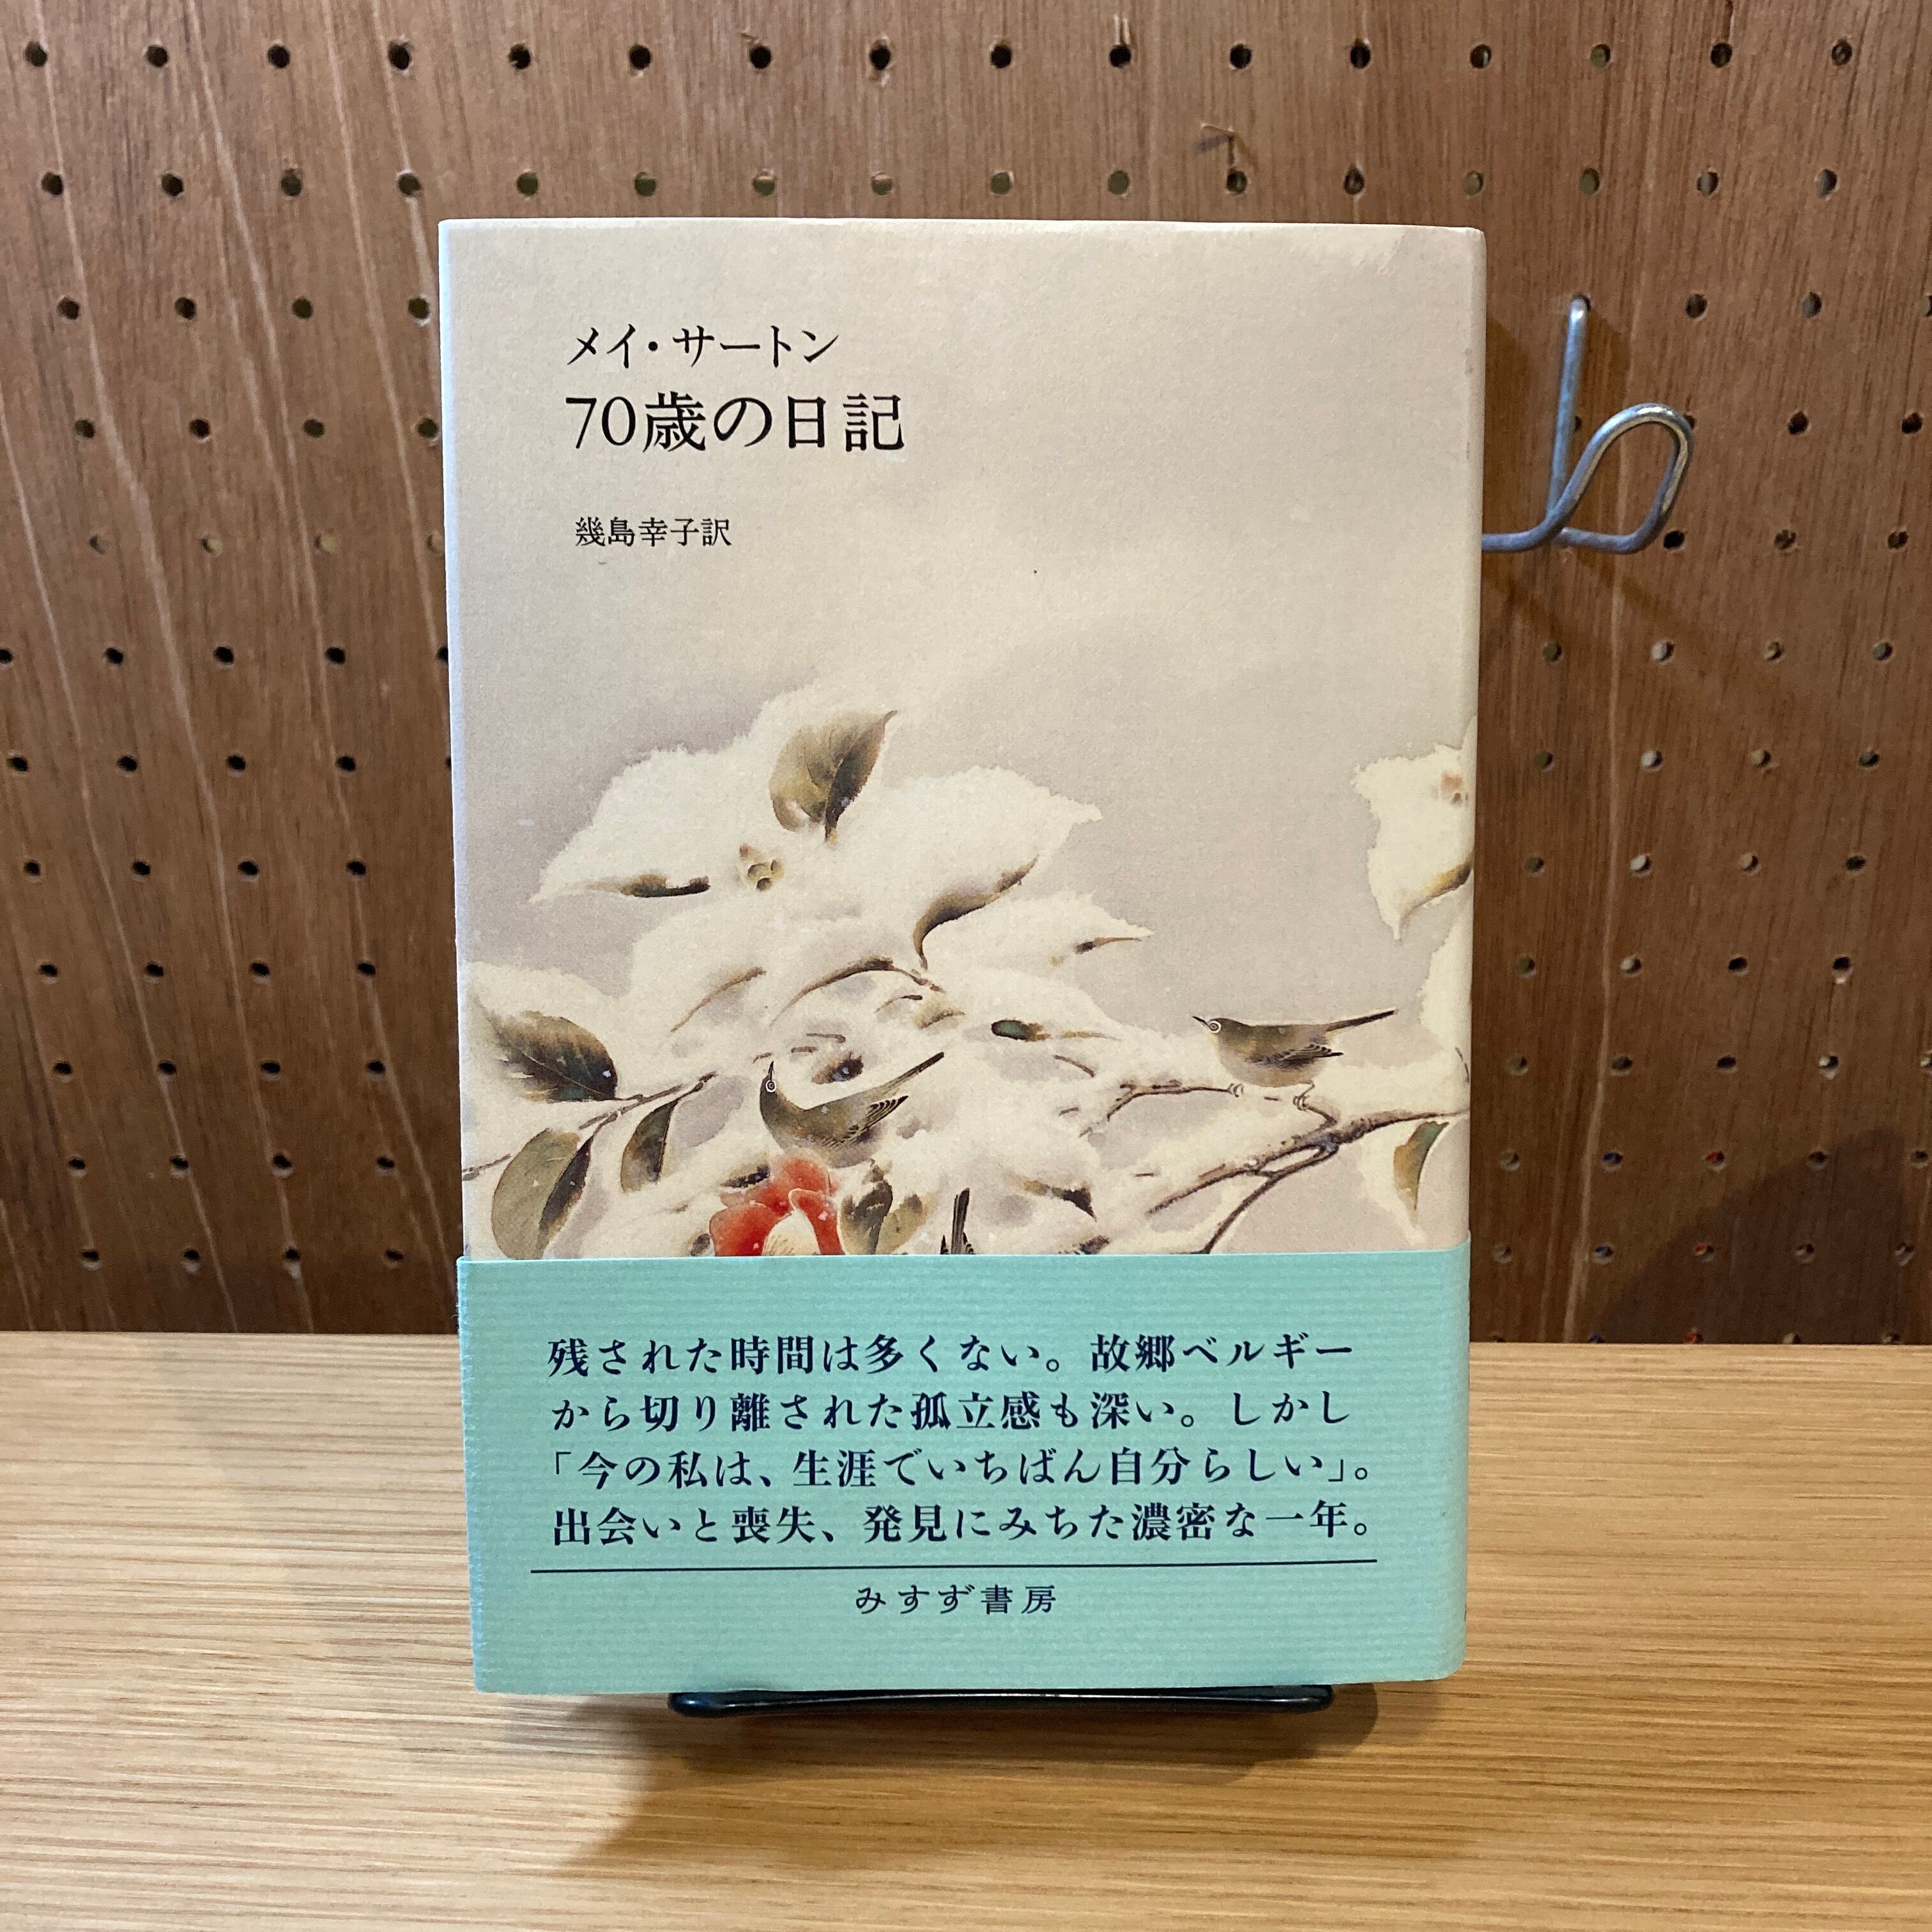 メイ・サートン
70歳の日記
幾島幸子訳
残された時間は多くない。故郷ベルギー
から切り離された孤立感も深い。しかし
「今の私は、生涯でいちばん自分らしい」。
出会いと喪失、発見にみちた濃密な一年。
みすず書房